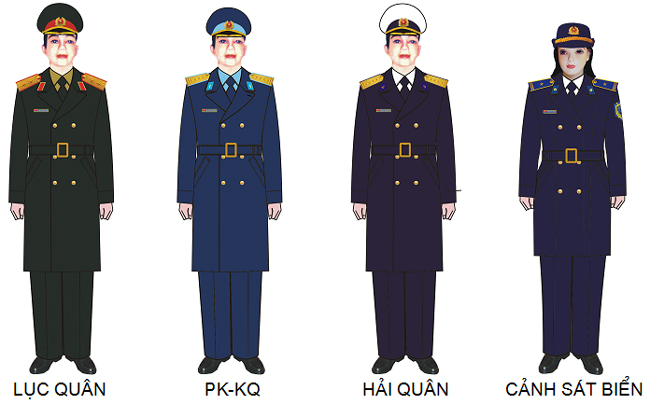 LỤC QUÂN
PK-KQ
HẢI QUÂN
CẢNH SÁT BIỂN